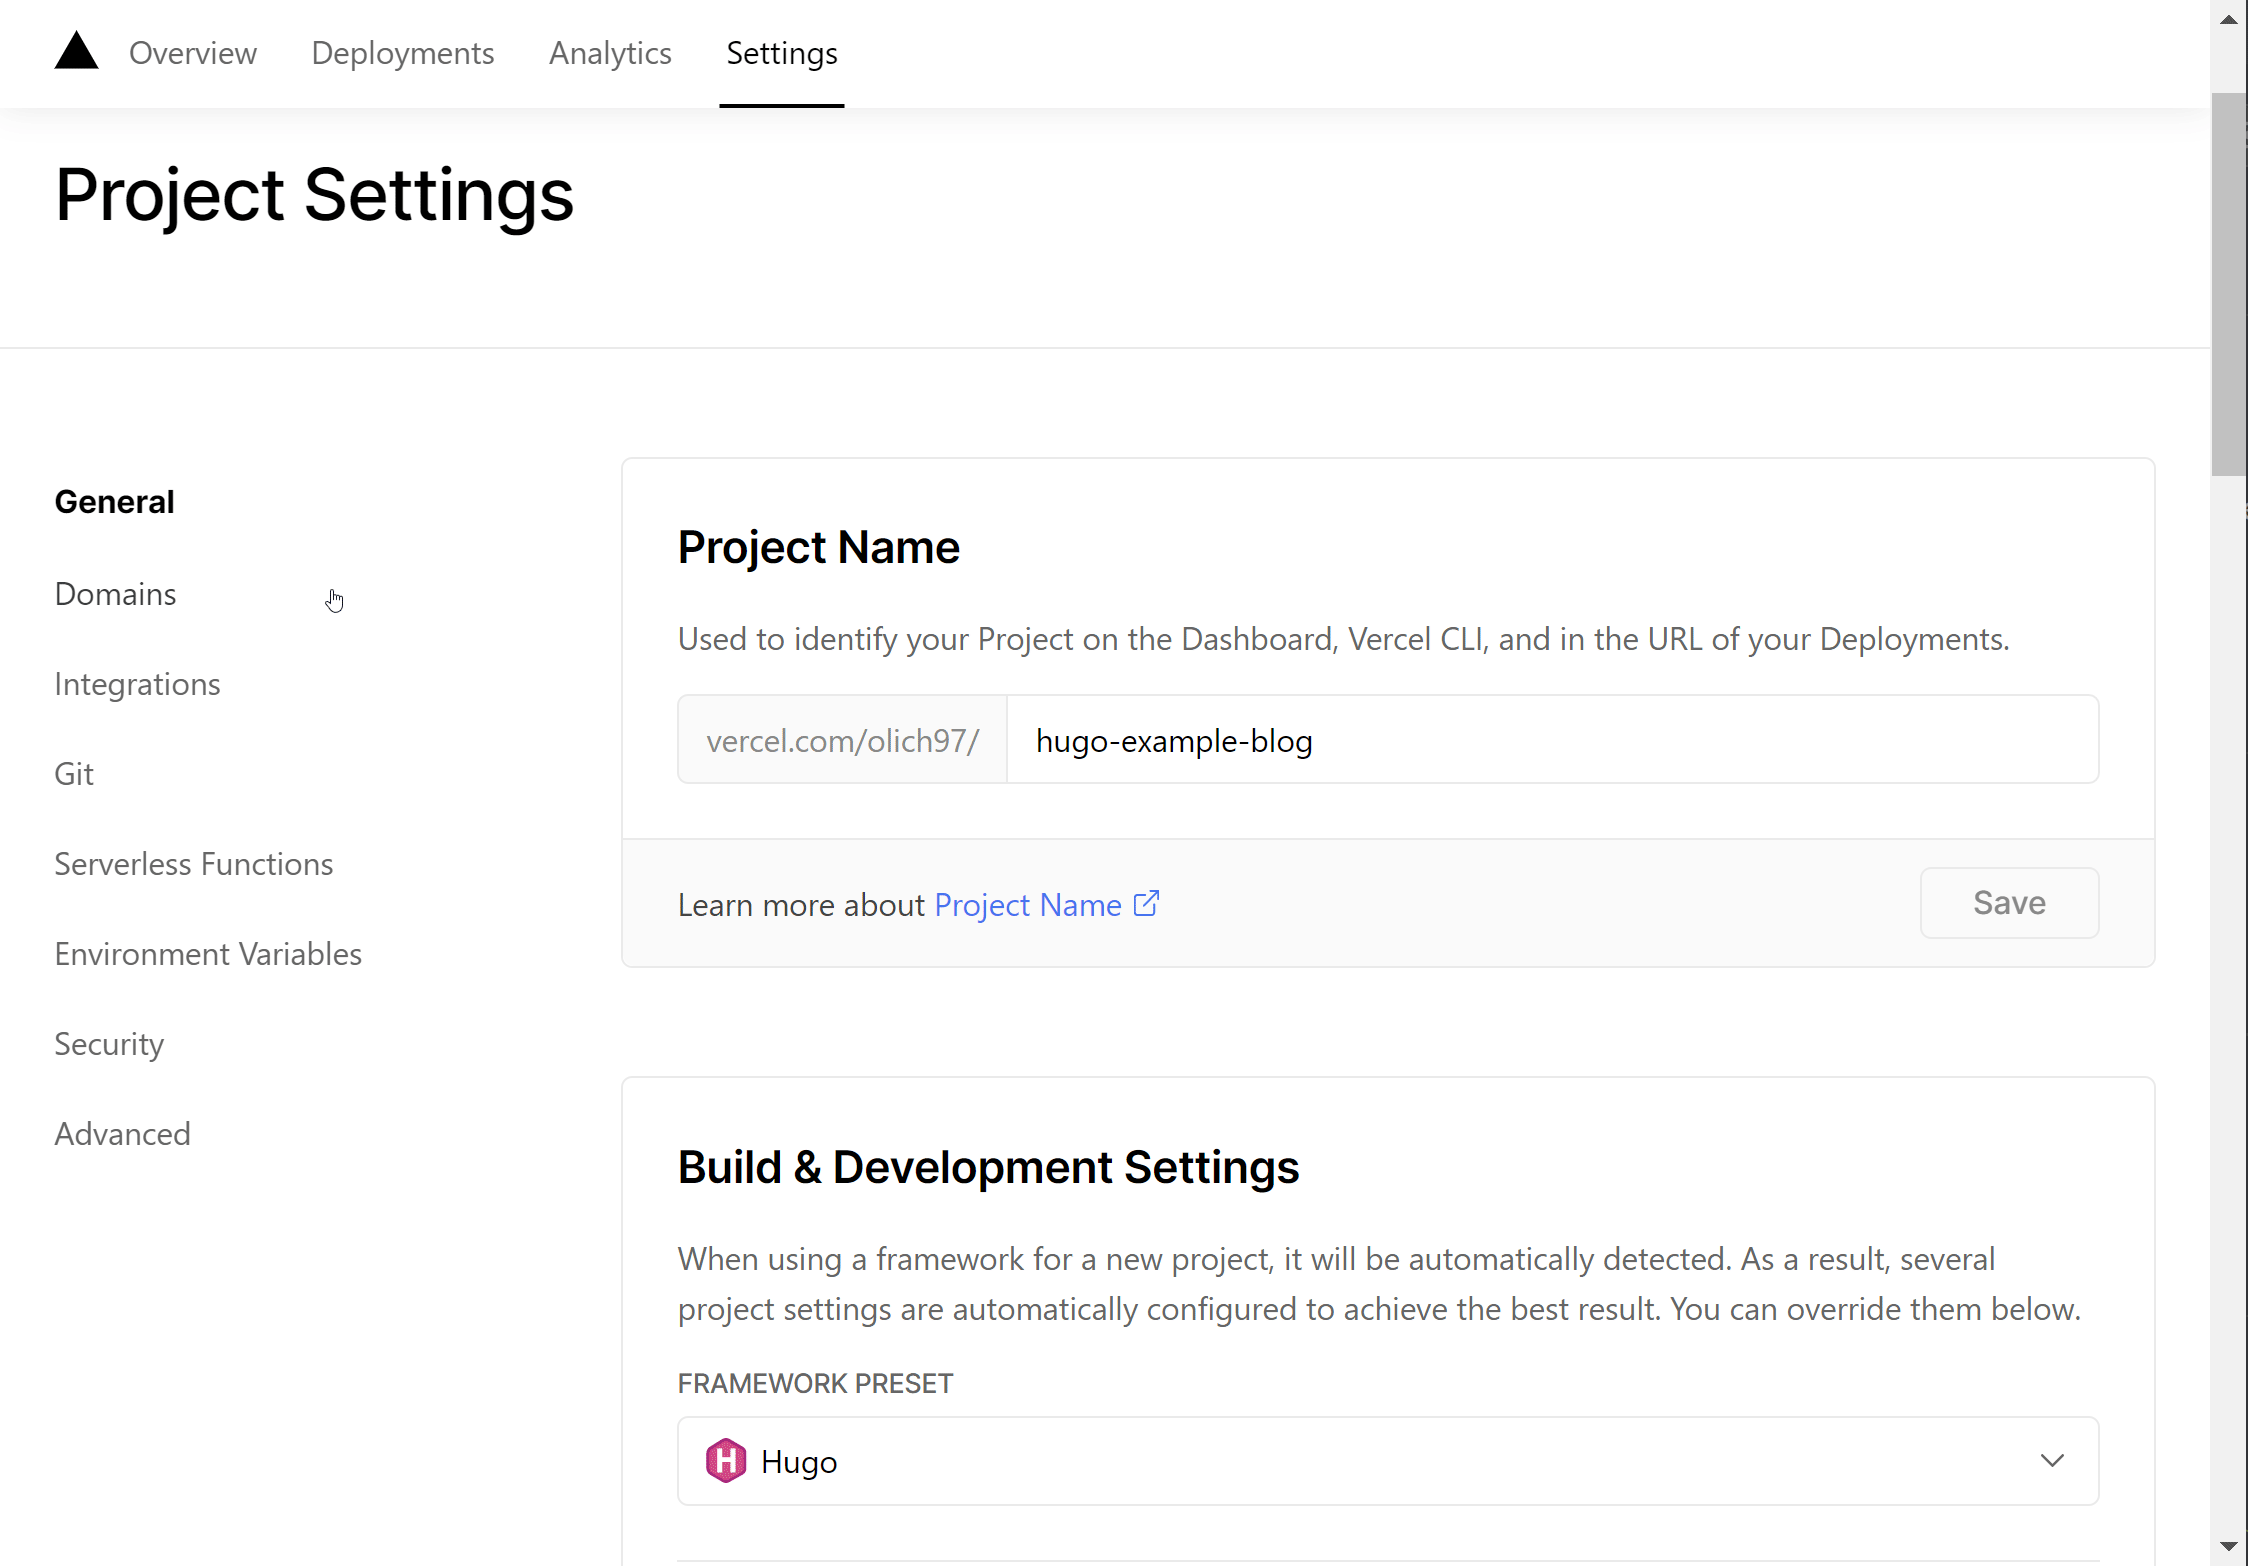 Overview Deployments Analytics Settings
Project Settings
General
Domains
Integrations
Git
Serverless Functions
Environment Variables
Security
Advanced
Project Name
Used to identify your Project on the Dashboard, Vercel CLI, and in the URL of your Deployments.
vercel.com/olich97/ hugo-example-blog
Learn more about Project Name
Save
Build & Development Settings
When using a framework for a new project, it will be automatically detected. As a result, several
project settings are automatically configured to achieve the best result. You can override them below.
FRAMEWORK PRESET
H Hugo